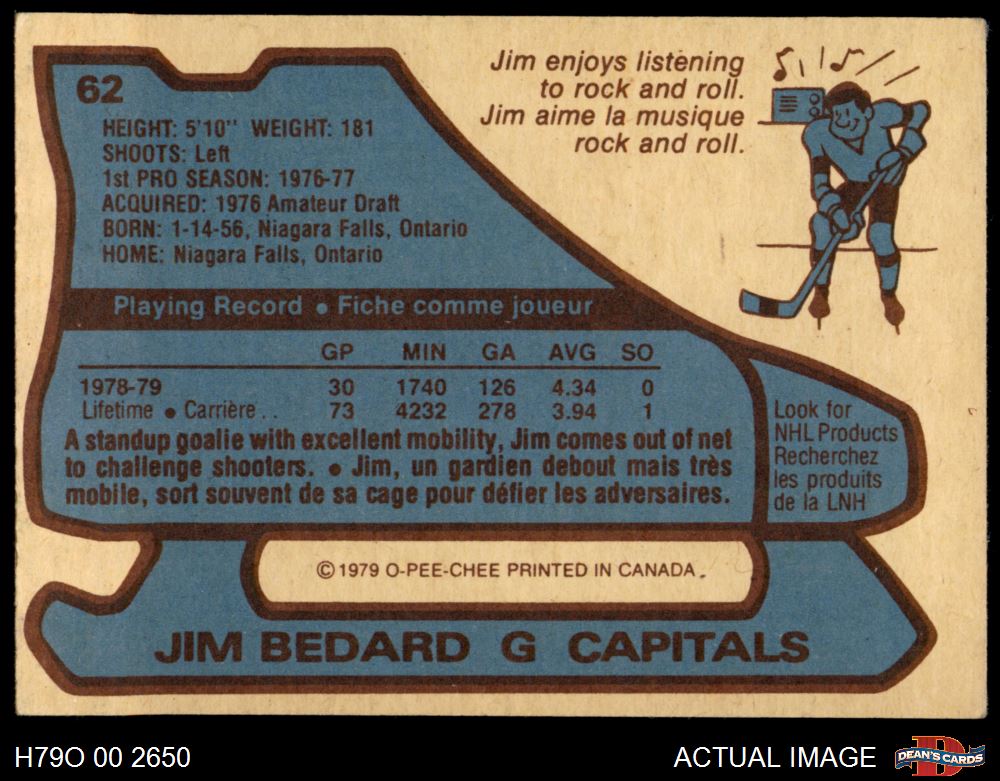 62
Jim enjoys listening
to rock and roll.
Jim aime la musique
rock and roll.
HEIGHT: 5'10" WEIGHT: 181
SHOOTS: Left
1st PRO SEASON: 1976-77
ACQUIRED: 1976 Amateur Draft
BORN: 1-14-56, Niagara Falls, Ontario
HOME: Niagara Falls, Ontario
Playing Record • Fiche comme joueur
GP MIN GA AVG SO
1978-79 30 1740 126 4.34 0
Lifetime • Carrière .. 73 4232 278 3.94 1
A standup goalie with excellent mobility, Jim comes out of net
to challenge shooters. • Jim, un gardien debout mais très
mobile, sort souvent de sa cage pour défier les adversaires.
Look for
NHL Products
Recherchez
les produits
de la LNH
© 1979 O-PEE-CHEE PRINTED IN CANADA.
JIM BEDARD G CAPITALS
H79O 00 2650
ACTUAL IMAGE
D
DEAN'S CARDS